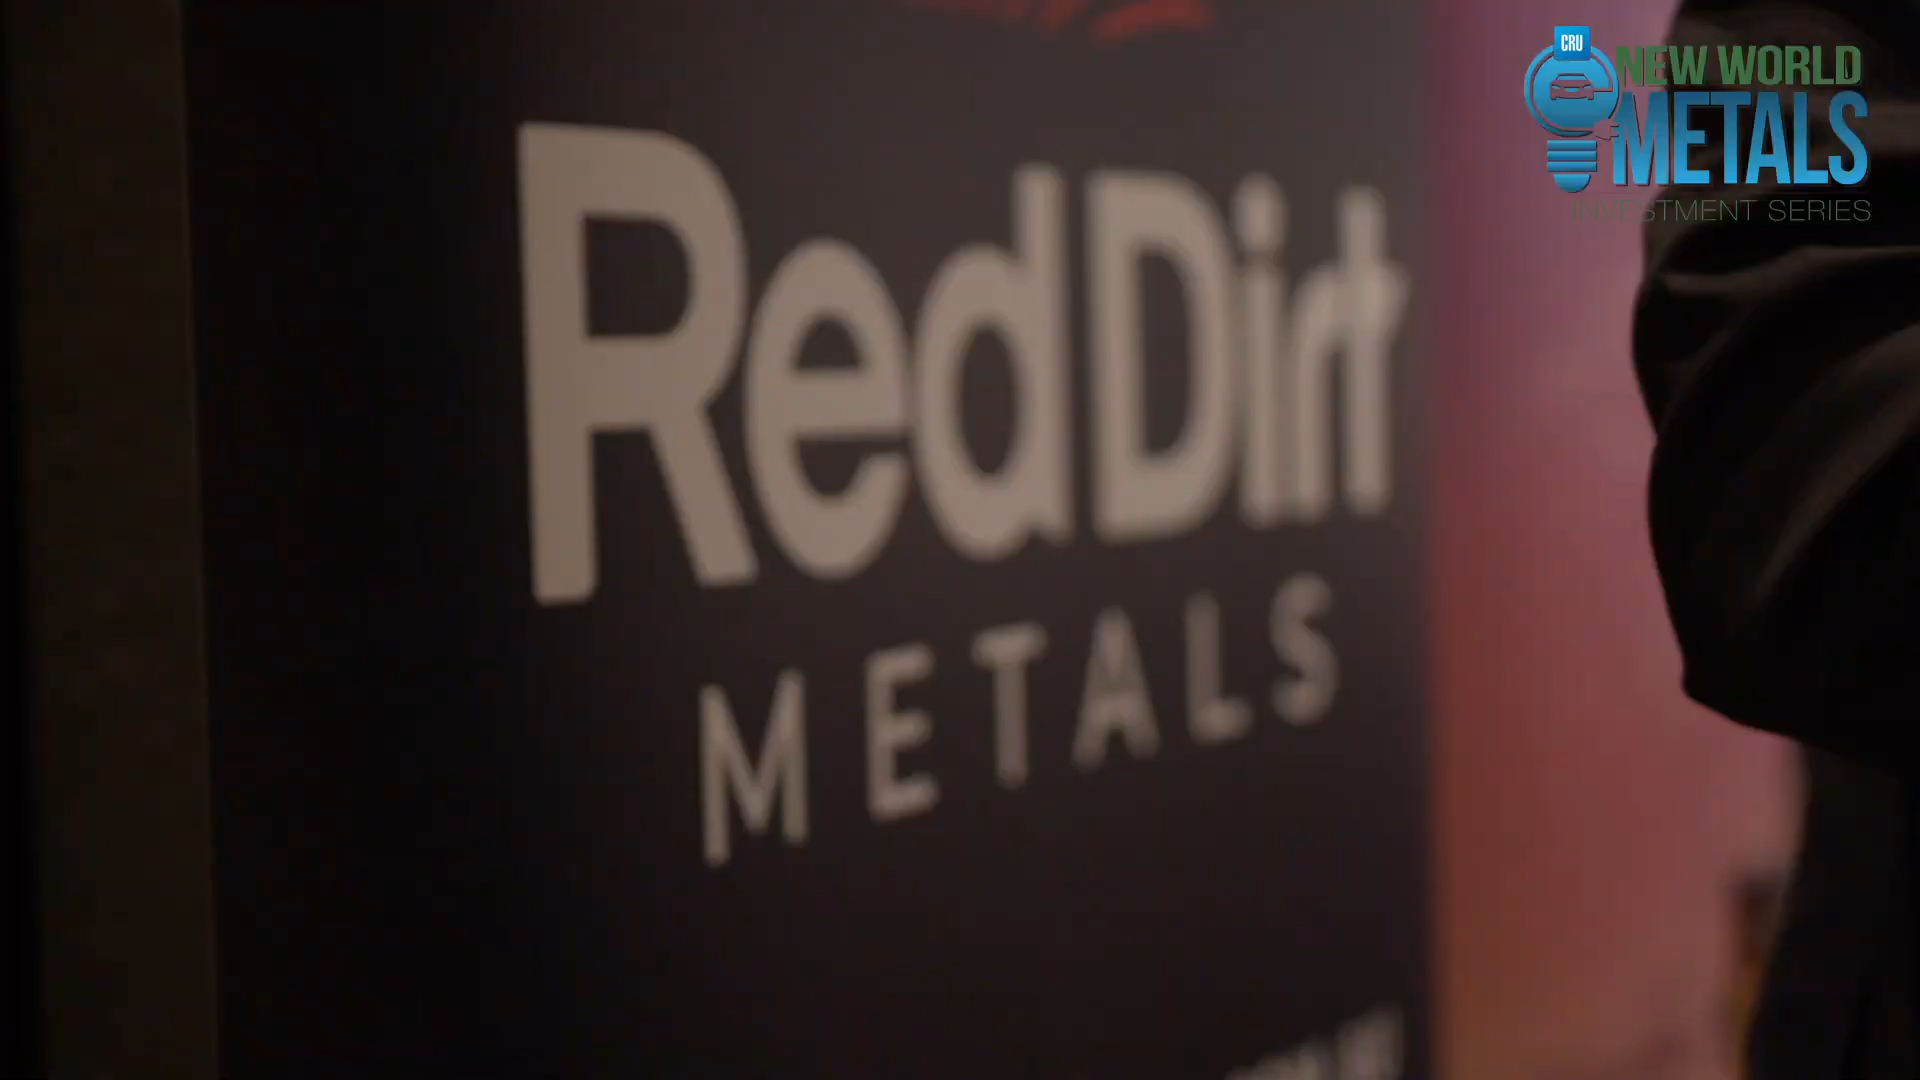 CRU
NEW WORLD
METALS
INVESTMENT SERIES
RedDirt
METALS